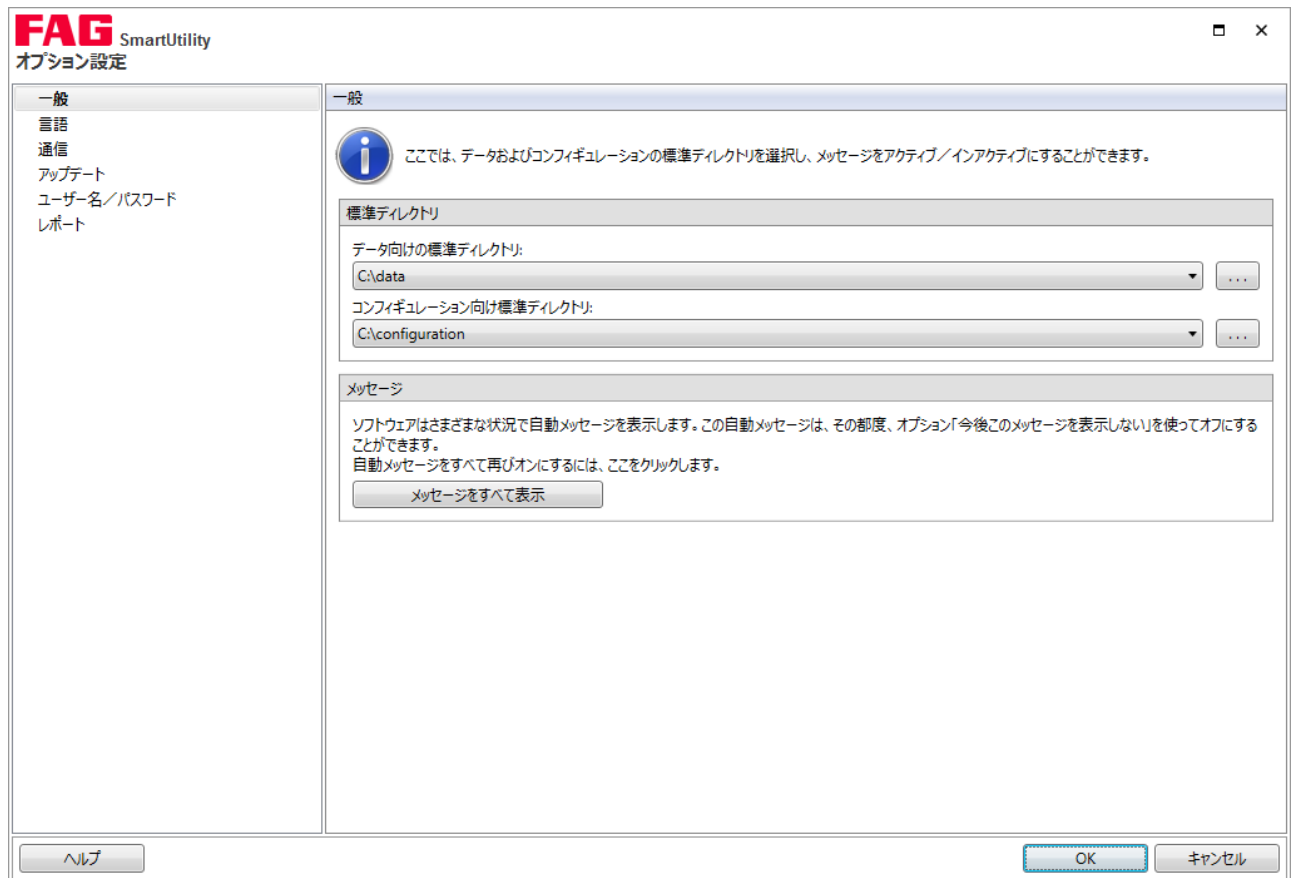 FAG SmartUtility
オプション設定
一般
言語
通信
アップデート
ユーザー名／パスワード
レポート
一般
ここでは、データおよびコンフィギュレーションの標準ディレクトリを選択し、メッセージをアクティブ／インアクティブにすることができます。
標準ディレクトリ
データ向けの標準ディレクトリ:
C:\data
...
コンフィギュレーション向け標準ディレクトリ:
C:\configuration
...
メッセージ
ソフトウェアはさまざまな状況で自動メッセージを表示します。この自動メッセージは、その都度、オプション「今後このメッセージを表示しない」を使ってオフにする
ことができます。
自動メッセージをすべて再びオンにするには、ここをクリックします。
メッセージをすべて表示
ヘルプ
OK
キャンセル